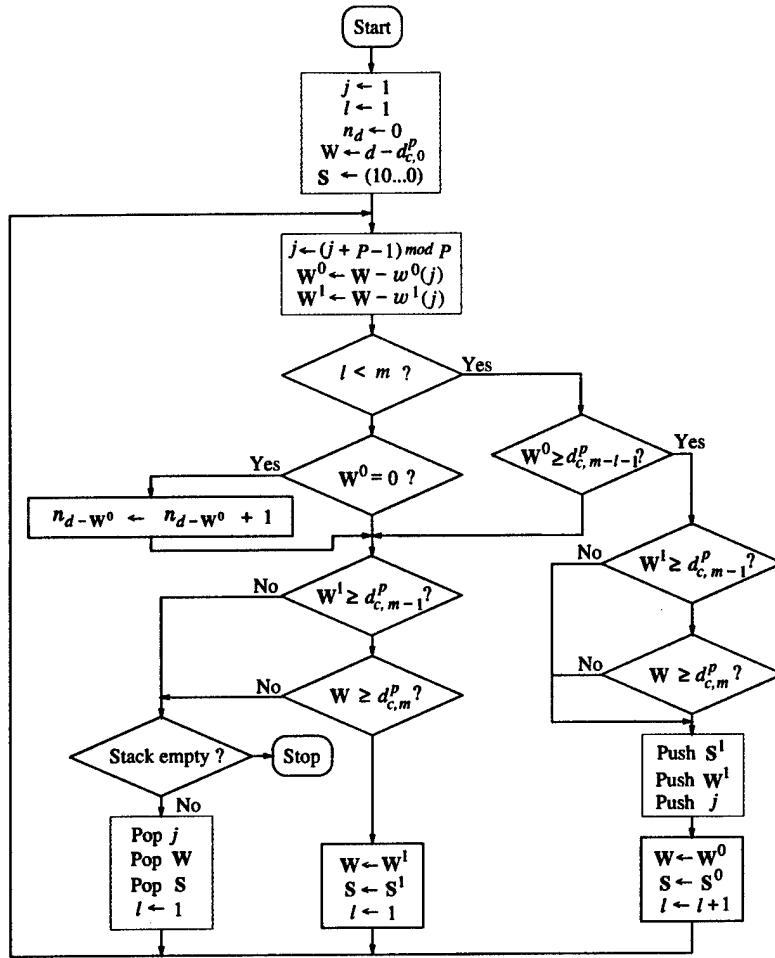 Start
j ← 1
l ← 1
n_d ← 0
W ← d − d^p_{c,0}
S ← (10...0)
j ← (j + P − 1) mod P
W^0 ← W − w^0(j)
W^1 ← W − w^1(j)
l < m ?
Yes
W^0 ≥ d^p_{c, m−l−1}?
Yes
W^0 = 0 ?
Yes
n_{d−W^0} ← n_{d−W^0} + 1
W^1 ≥ d^p_{c, m−1}?
No
W^1 ≥ d^p_{c, m−1}?
No
W ≥ d^p_{c,m}?
No
W ≥ d^p_{c,m}?
No
Stack empty ?
Stop
No
Push S^1
Push W^1
Push j
Pop j
Pop W
Pop S
l ← 1
W ← W^1
S ← S^1
l ← 1
W ← W^0
S ← S^0
l ← l+1